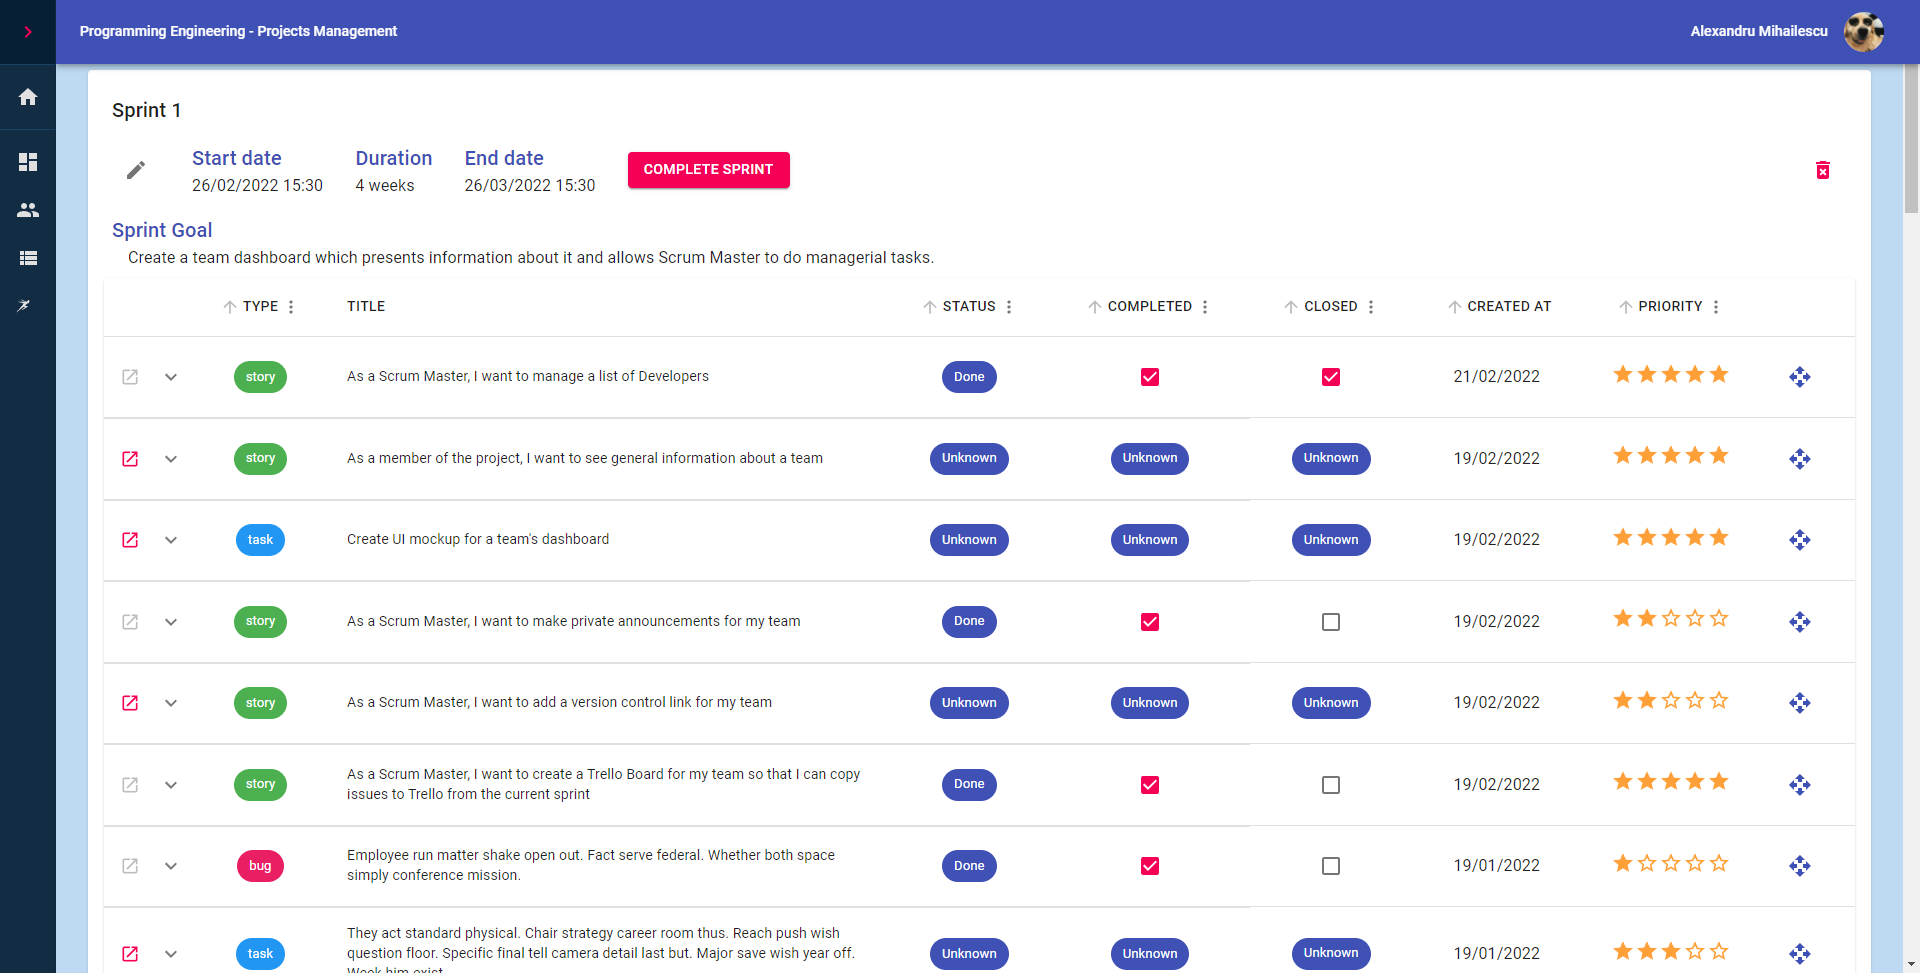 Programming Engineering - Projects Management
Alexandru Mihailescu
Sprint 1
Start date Duration End date
26/02/2022 15:30 4 weeks 26/03/2022 15:30
COMPLETE SPRINT
Sprint Goal
Create a team dashboard which presents information about it and allows Scrum Master to do managerial tasks.
TYPE TITLE STATUS COMPLETED CLOSED CREATED AT PRIORITY
story As a Scrum Master, I want to manage a list of Developers Done 21/02/2022
story As a member of the project, I want to see general information about a team Unknown Unknown Unknown 19/02/2022
task Create UI mockup for a team's dashboard Unknown Unknown Unknown 19/02/2022
story As a Scrum Master, I want to make private announcements for my team Done 19/02/2022
story As a Scrum Master, I want to add a version control link for my team Unknown Unknown Unknown 19/02/2022
story As a Scrum Master, I want to create a Trello Board for my team so that I can copy
issues to Trello from the current sprint Done 19/02/2022
bug Employee run matter shake open out. Fact serve federal. Whether both space
simply conference mission. Done 19/01/2022
They act standard physical. Chair strategy career room thus. Reach push wish
task question floor. Specific final tell camera detail last but. Major save wish year off. Unknown Unknown Unknown 19/01/2022
Week him exist